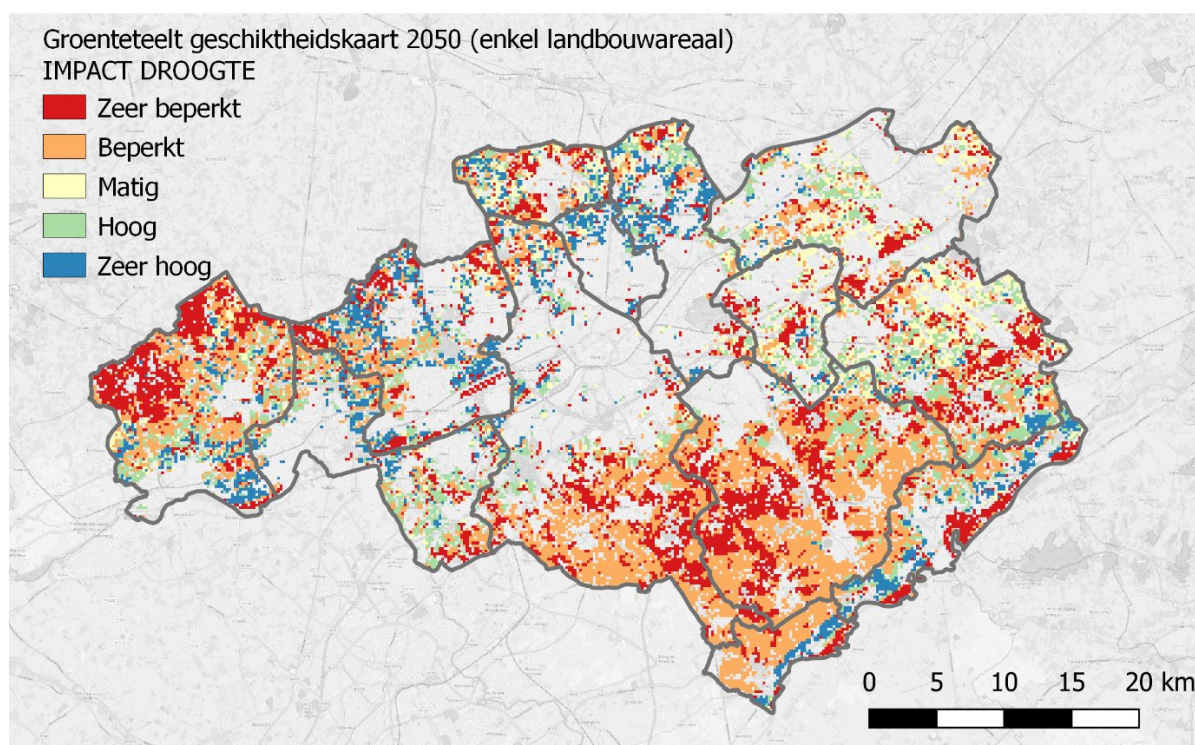 Groenteteelt geschiktheidskaart 2050 (enkel landbouwareaal)
IMPACT DROOGTE
Zeer beperkt
Beperkt
Matig
Hoog
Zeer hoog
0 5 10 15 20 km